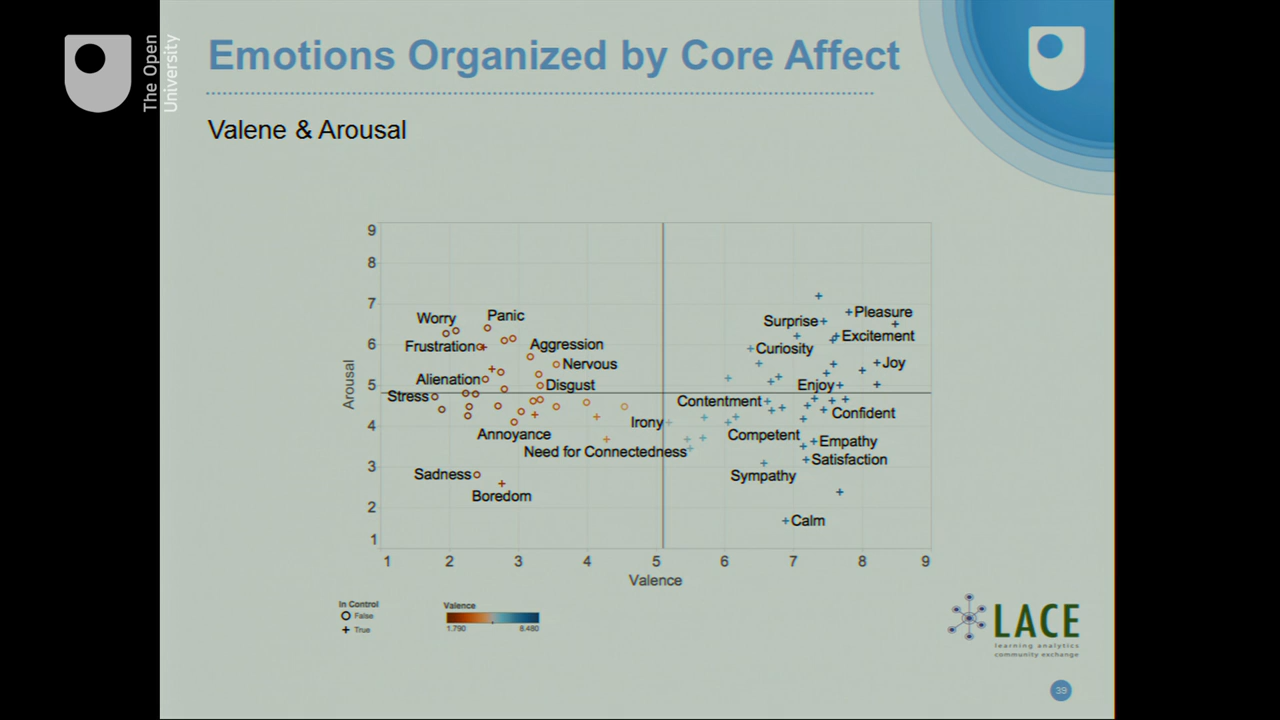 The Open
University
Emotions Organized by Core Affect
Valene & Arousal
9
8
7
6
5
4
3
2
1
Arousal
Worry
Panic
Frustration
Aggression
Nervous
Alienation
Disgust
Stress
Annoyance
Irony
Need for Connectedness
Sadness
Boredom
Pleasure
Surprise
Excitement
Curiosity
Joy
Enjoy
Contentment
Confident
Competent
Empathy
Satisfaction
Sympathy
Calm
1 2 3 4 5 6 7 8 9
Valence
In Control
False
True
Valence
1.790 8.480
LACE
learning analytics
community exchange
39